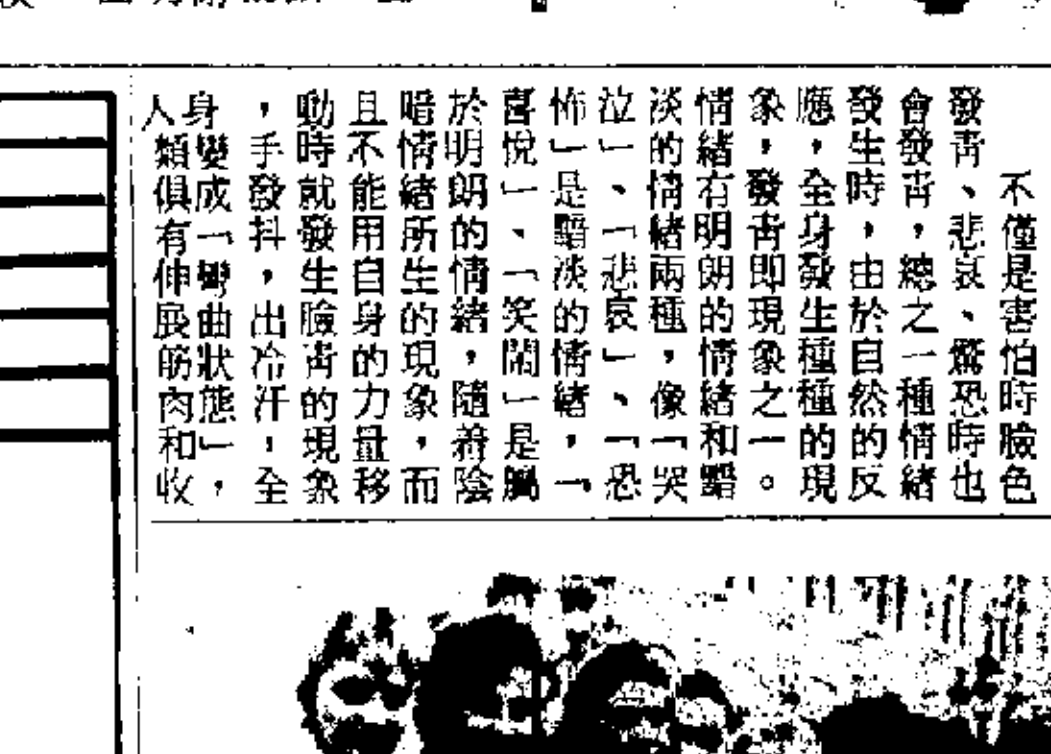 不僅是害怕時臉色
發青、悲哀、驚恐時也
會發青，總之一種情緒
發生時，由於自然的反
應，全身發生種種的現
象，發青即現象之一。
情緒有明朗的情緒和黯
淡的情緒兩種，像「哭
泣」、「悲哀」、「恐
怖」是黯淡的情緒，「
喜悅」、「笑鬧」是屬
於明朗的情緒，隨着陰
暗情緒所生的現象，而
且不能用自身的力量移
動時就發生臉青的現象
，手發抖，出冷汗，全
身變成「彎曲狀態」，
人類俱有伸展筋肉和收